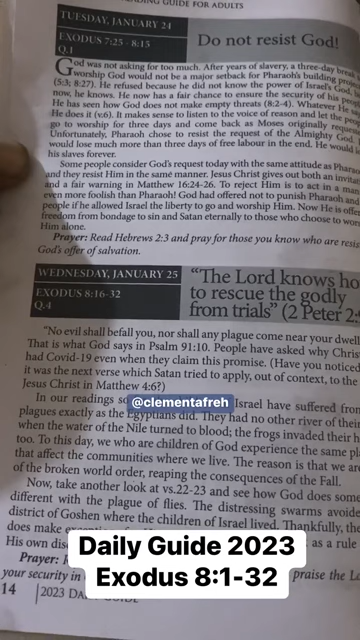 READING GUIDE FOR ADULTS
TUESDAY, JANUARY 24
EXODUS 7:25 - 8:15
Q.1
Do not resist God!
God was not asking for too much. After years of slavery, a three-day break
worship God would not be a major setback for Pharaoh's building
(5:3; 8:27). He refused because he did not know the power of Israel's God,
now, he knows. He now has a fair chance to ensure the security of his
He has seen how God does not make empty threats (8:2-4). Whatever He
He does it (v.6). It makes sense to listen to the voice of reason and let the
go to worship for three days and come back as Moses originally
Unfortunately, Pharaoh chose to resist the request of the Almighty God
would lose much more than three days of free labour in the end. He would
his slaves forever.
Some people consider God's request today with the same attitude as
and they resist Him in the same manner. Jesus Christ gives out both an
and a fair warning in Matthew 16:24-26. To reject Him is to act in a
even more foolish than Pharaoh! God had offered not to punish Pharaoh and
people if he allowed Israel the liberty to go and worship Him. Now He is
freedom from bondage to sin and Satan eternally to those who choose to
Him alone.
Prayer: Read Hebrews 2:3 and pray for those you know who are
God's offer of salvation.
WEDNESDAY, JANUARY 25
EXODUS 8:16-32
Q.4
"The Lord knows
to rescue the godly
from trials" (2 Peter
"No evil shall befall you, nor shall any plague come near your
That is what God says in Psalm 91:10. People have asked why
had Covid-19 even when they claim this promise. (Have you noticed
it was the next verse which Satan tried to apply, out of context, to the
Jesus Christ in Matthew 4:6?)
In our readings so @clementafreh Israel have suffered
plagues exactly as the Egyptians did. They had no other river of their
when the water of the Nile turned to blood; the frogs invaded their
too. To this day, we who are children of God experience the same
that affect the communities where we live. The reason is that we are
of the broken world order, reaping the consequences of the Fall.
Now, take another look at vs.22-23 and see how God does
different with the plague of flies. The distressing swarms
district of Goshen where the children of Israel lived. Thankfully, the
does make as a rule
His own
Prayer:
your security in praise the
14 2023
Daily Guide 2023
Exodus 8:1-32